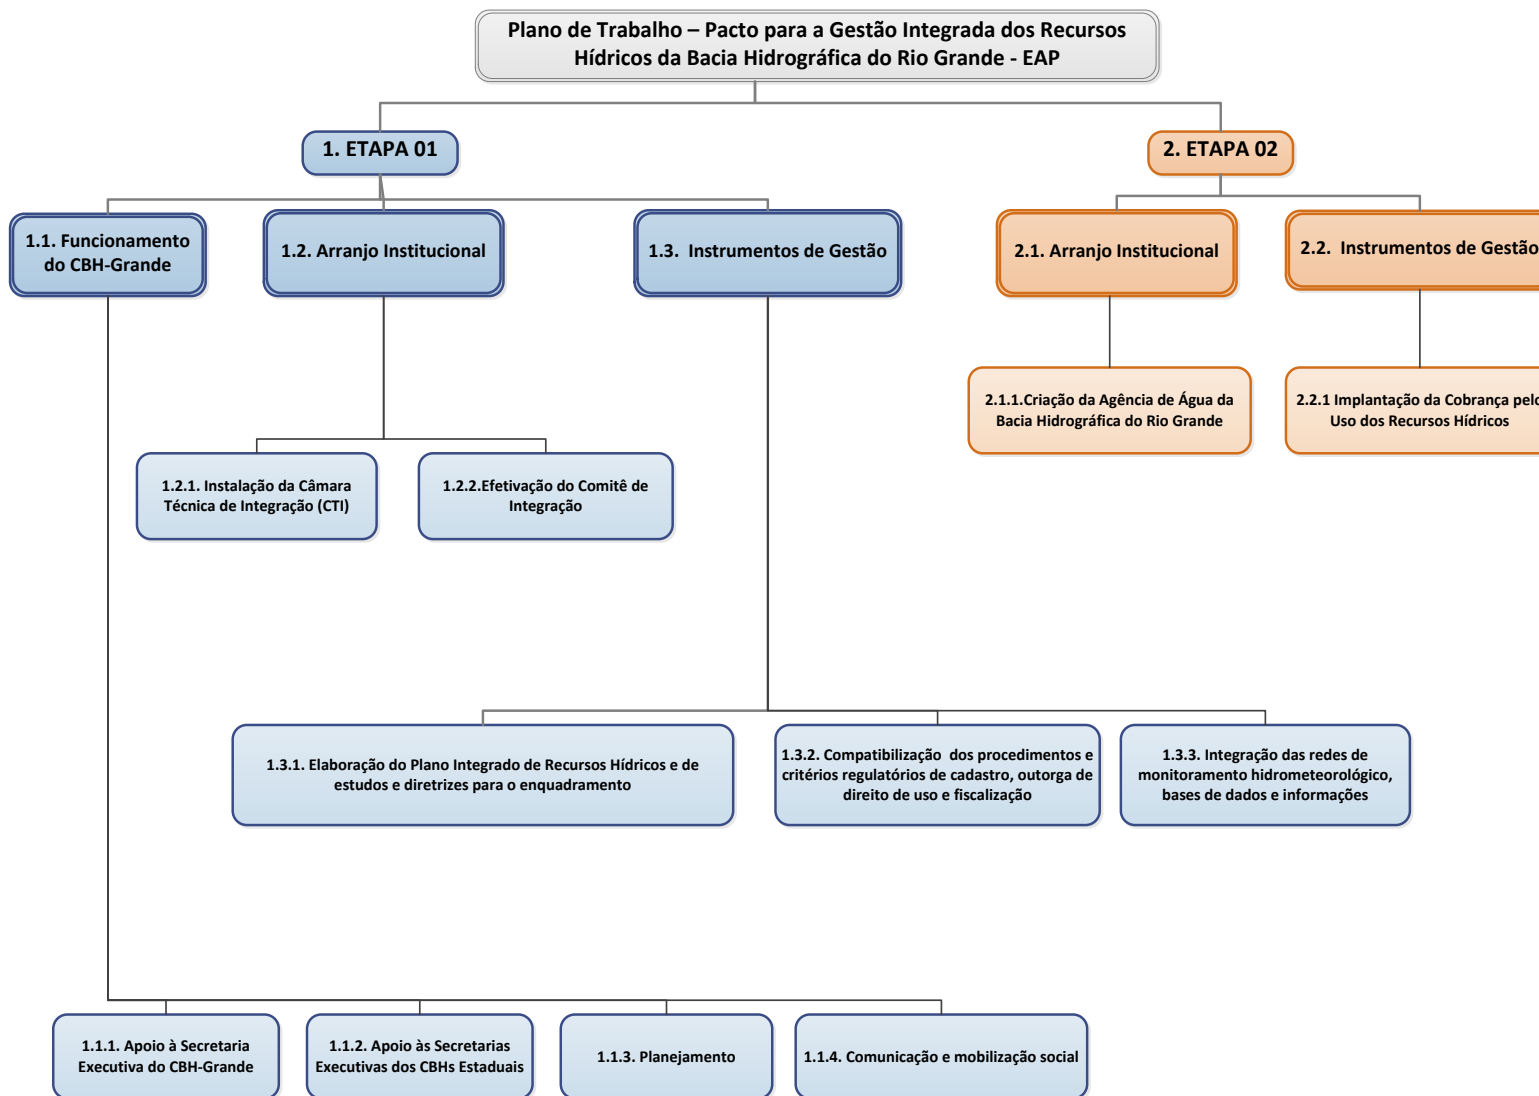 Plano de Trabalho – Pacto para a Gestão Integrada dos Recursos
Hídricos da Bacia Hidrográfica do Rio Grande - EAP
1. ETAPA 01
2. ETAPA 02
1.1. Funcionamento
do CBH-Grande
1.2. Arranjo Institucional
1.3.  Instrumentos de Gestão
2.1. Arranjo Institucional
2.2.  Instrumentos de Gestão
2.1.1.Criação da Agência de Água da
Bacia Hidrográfica do Rio Grande
2.2.1 Implantação da Cobrança pelo
Uso dos Recursos Hídricos
1.2.1. Instalação da Câmara
Técnica de Integração (CTI)
1.2.2.Efetivação do Comitê de
Integração
1.3.1. Elaboração do Plano Integrado de Recursos Hídricos e de
estudos e diretrizes para o enquadramento
1.3.2. Compatibilização  dos procedimentos e
critérios regulatórios de cadastro, outorga de
direito de uso e fiscalização
1.3.3. Integração das redes de
monitoramento hidrometeorológico,
bases de dados e informações
1.1.1. Apoio à Secretaria
Executiva do CBH-Grande
1.1.2. Apoio às Secretarias
Executivas dos CBHs Estaduais
1.1.3. Planejamento
1.1.4. Comunicação e mobilização social